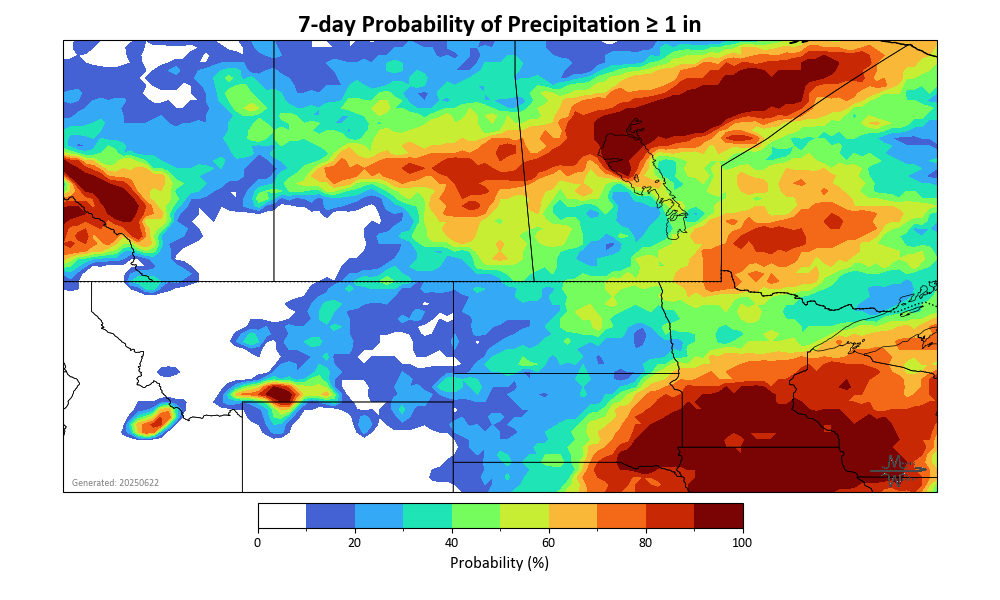 7-day Probability of Precipitation ≥ 1 in
Generated: 20250622
0 20 40 60 80 100
Probability (%)